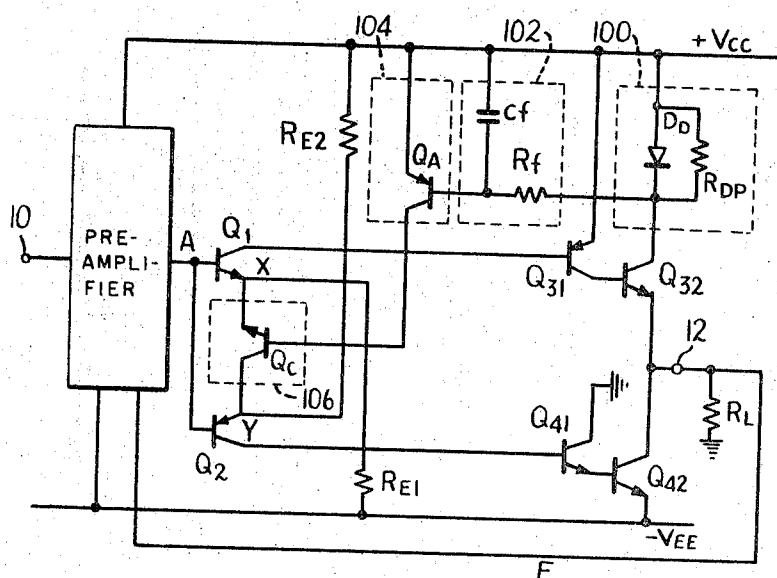 104
102
100
+VCC
RE2
Cf
DD
QA
Rf
RDP
10
PRE-
AMPLI-
FIER
A
Q1
X
Q31
Q32
12
QC
106
Y
Q2
Q41
RL
RE1
Q42
-VEE
F